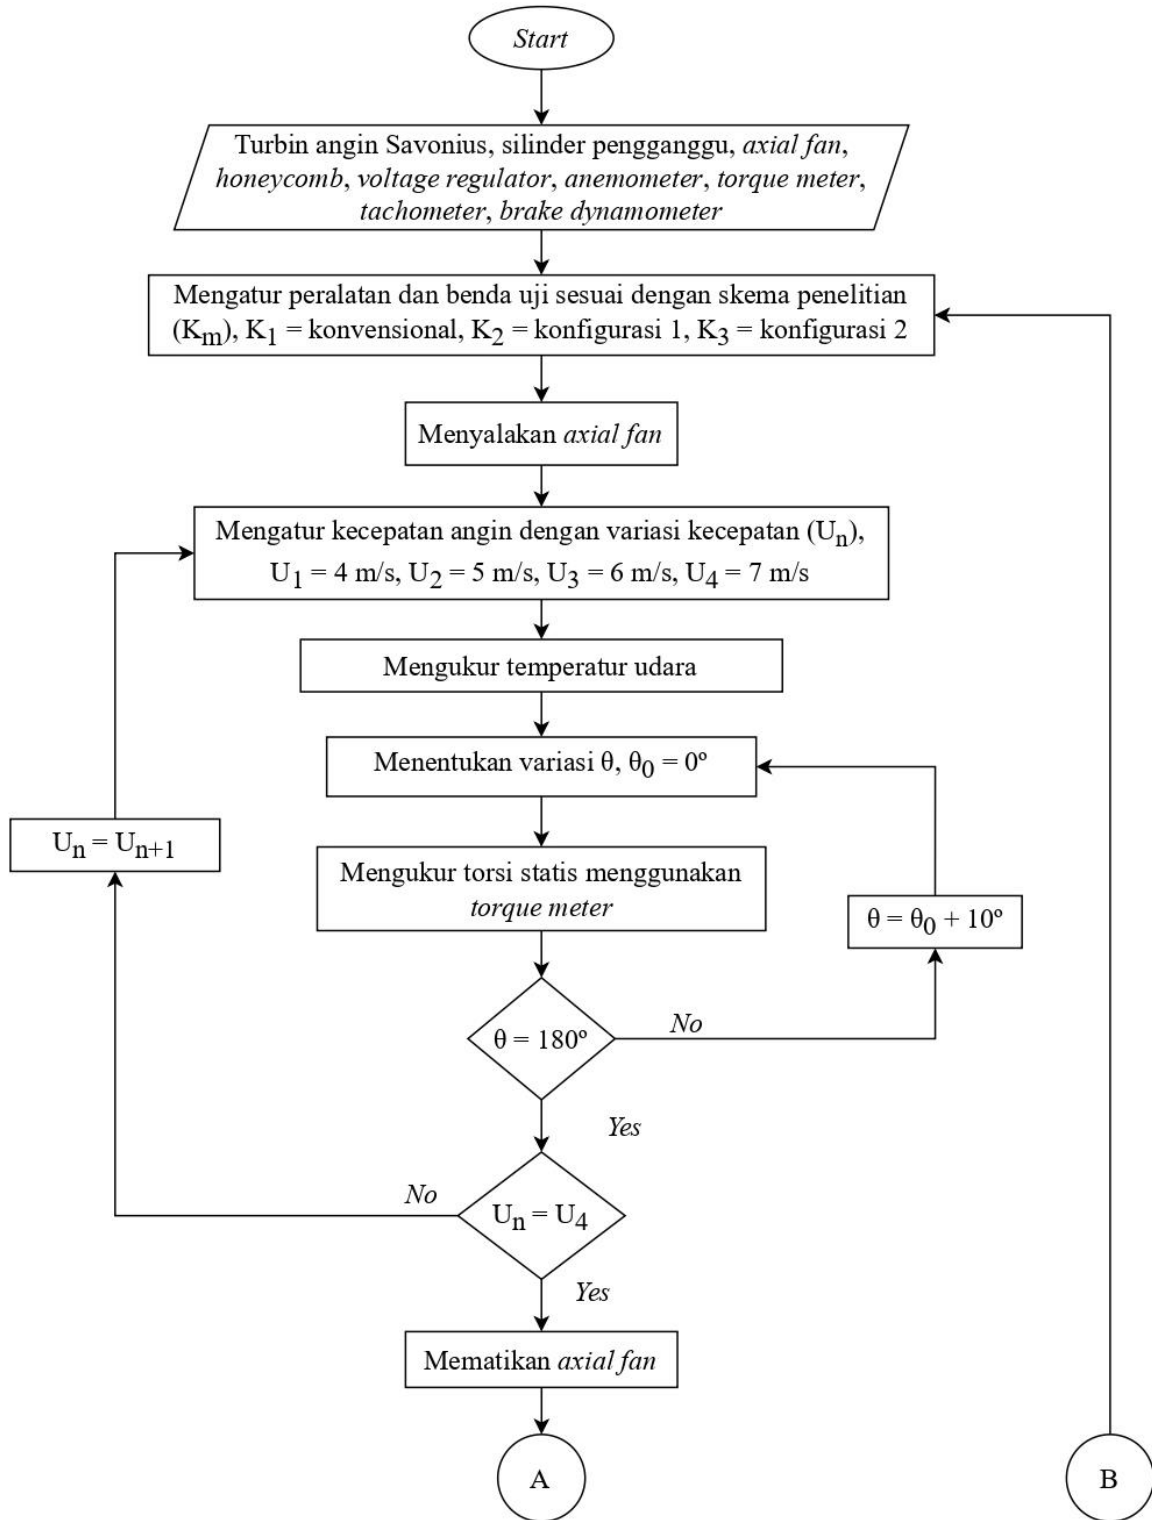 Start
Turbin angin Savonius, silinder pengganggu, axial fan,
honeycomb, voltage regulator, anemometer, torque meter,
tachometer, brake dynamometer
Mengatur peralatan dan benda uji sesuai dengan skema penelitian
(Km), K1 = konvensional, K2 = konfigurasi 1, K3 = konfigurasi 2
Menyalakan axial fan
Mengatur kecepatan angin dengan variasi kecepatan (Un),
U1 = 4 m/s, U2 = 5 m/s, U3 = 6 m/s, U4 = 7 m/s
Mengukur temperatur udara
Menentukan variasi θ, θ0 = 0º
Un = Un+1
Mengukur torsi statis menggunakan
torque meter
θ = θ0 + 10º
θ = 180º
No
Yes
No
Un = U4
Yes
Mematikan axial fan
A
B